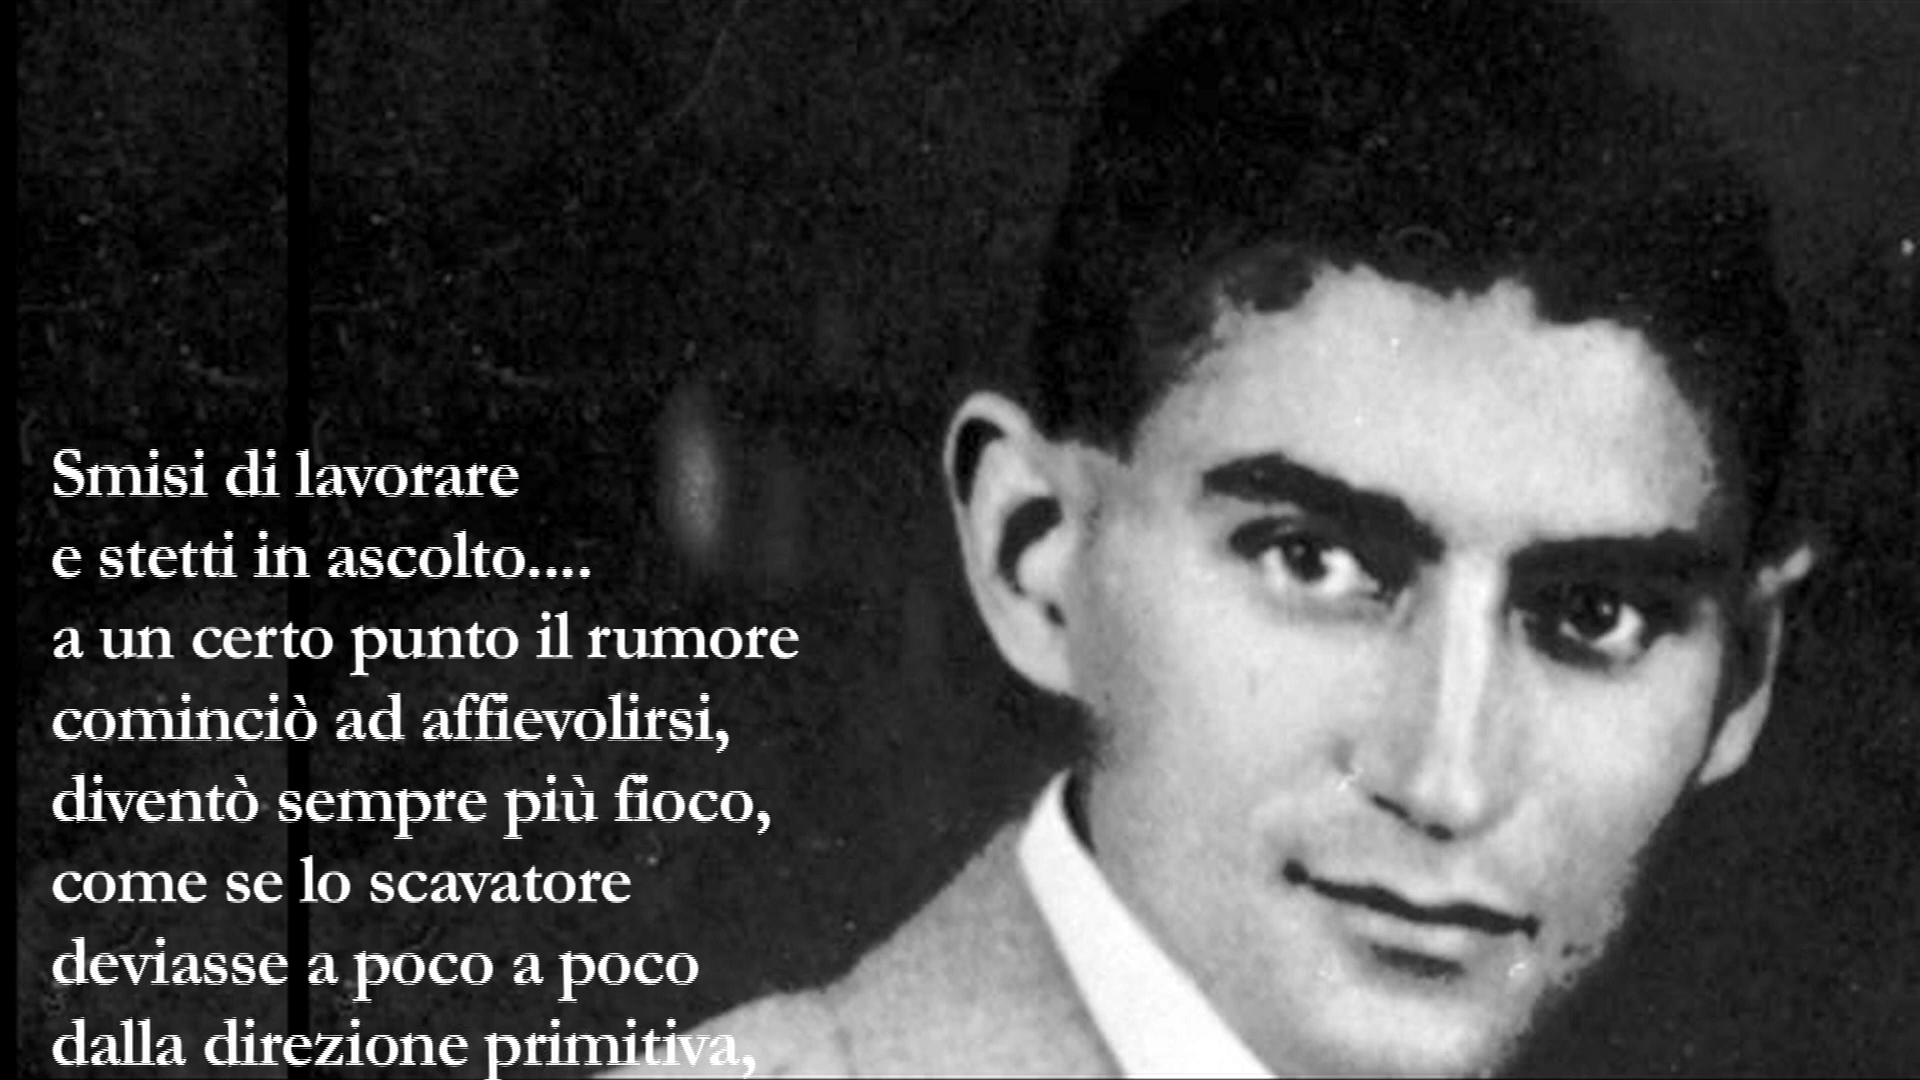 Smisi di lavorare
e stetti in ascolto....
a un certo punto il rumore
cominciò ad affievolirsi,
diventò sempre più fioco,
come se lo scavatore
deviasse a poco a poco
dalla direzione primitiva,